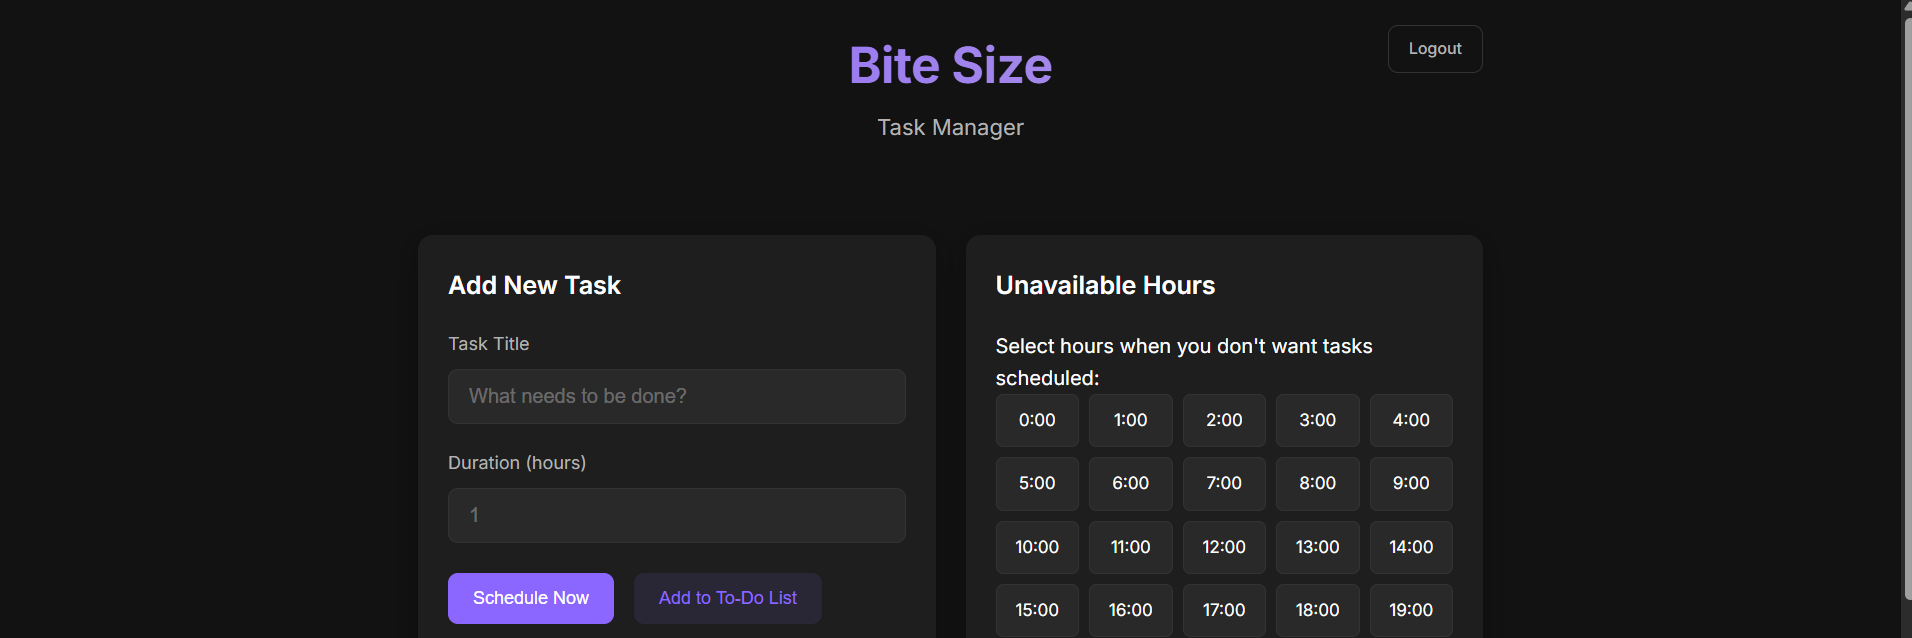 Bite Size
Logout
Task Manager
Add New Task
Task Title
What needs to be done?
Duration (hours)
1
Schedule Now
Add to To-Do List
Unavailable Hours
Select hours when you don't want tasks
scheduled:
0:00 1:00 2:00 3:00 4:00
5:00 6:00 7:00 8:00 9:00
10:00 11:00 12:00 13:00 14:00
15:00 16:00 17:00 18:00 19:00